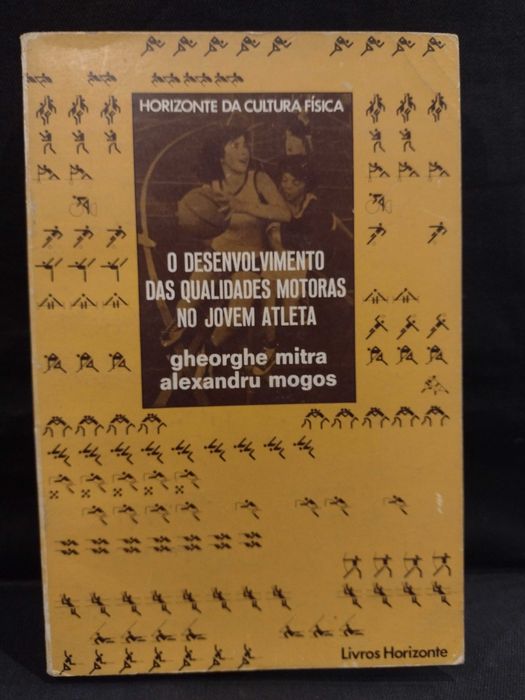 HORIZONTE DA CULTURA FÍSICA
O DESENVOLVIMENTO
DAS QUALIDADES MOTORAS
NO JOVEM ATLETA
gheorghe mitra
alexandru mogos
Livros Horizonte